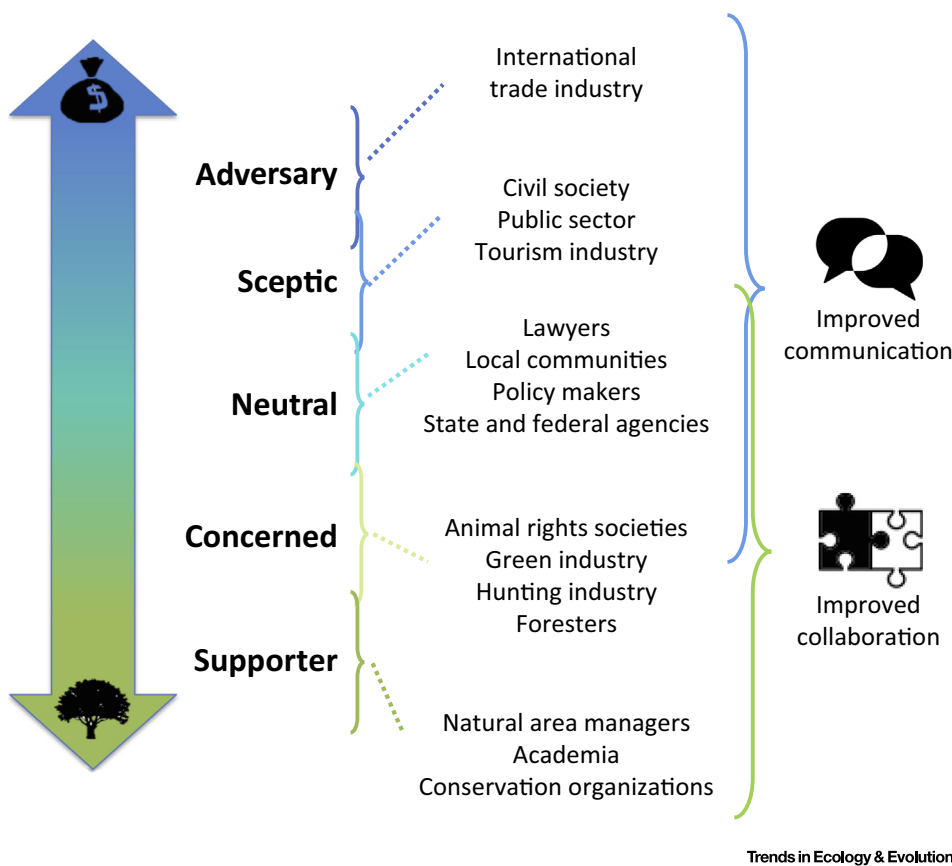 $
International
trade industry
Adversary
Civil society
Public sector
Tourism industry
Sceptic
Improved
communication
Lawyers
Local communities
Policy makers
State and federal agencies
Neutral
Concerned
Animal rights societies
Green industry
Hunting industry
Foresters
Improved
collaboration
Supporter
Natural area managers
Academia
Conservation organizations
Trends in Ecology & Evolution